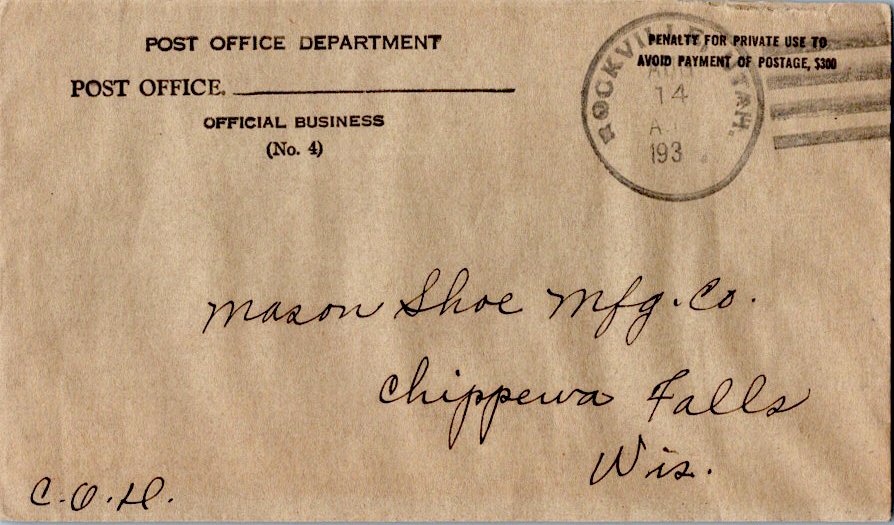 POST OFFICE DEPARTMENT
POST OFFICE.
OFFICIAL BUSINESS
(No. 4)
PENALTY FOR PRIVATE USE TO
AVOID PAYMENT OF POSTAGE, $300
ROCKVILLE, UTAH.
AUG
14
A.
193
Mason Shoe Mfg. Co.
Chippewa Falls
Wis.
C.O.D.